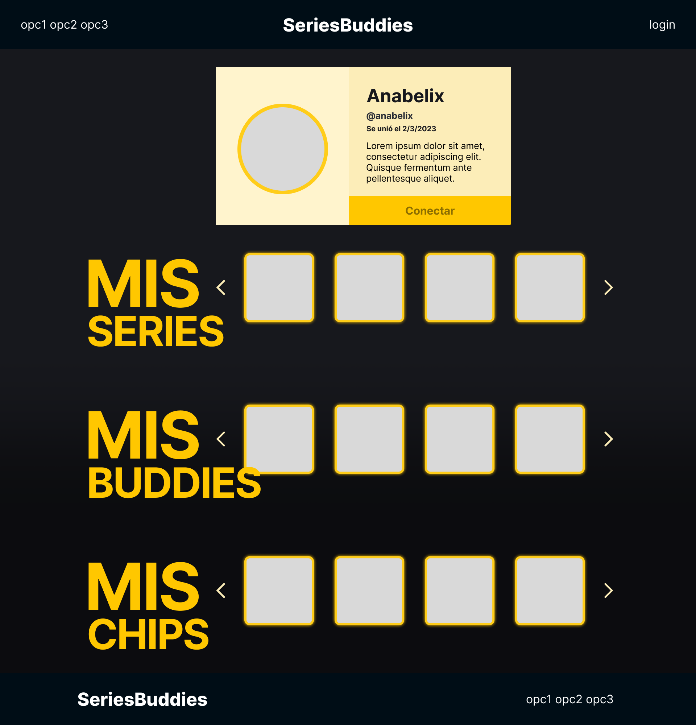 opc1 opc2 opc3
SeriesBuddies
login
Anabelix
@anabelix
Se unió el 2/3/2023
Lorem ipsum dolor sit amet,
consectetur adipiscing elit.
Quisque fermentum ante
pellentesque aliquet.
Conectar
MIS
SERIES
MIS
BUDDIES
MIS
CHIPS
SeriesBuddies
opc1 opc2 opc3